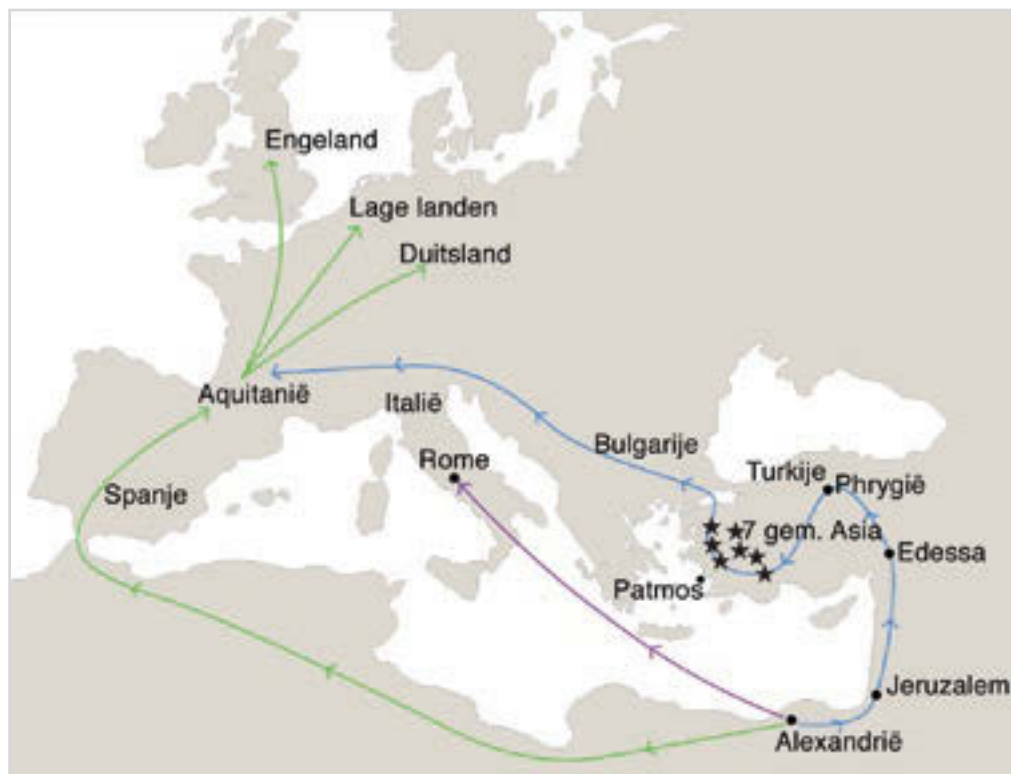 Engeland
Lage landen
Duitsland
Aquitanië
Italië
Bulgarije
Rome
Turkije
Phrygië
Spanje
7 gem. Asia
Edessa
Patmos
Jeruzalem
Alexandrië